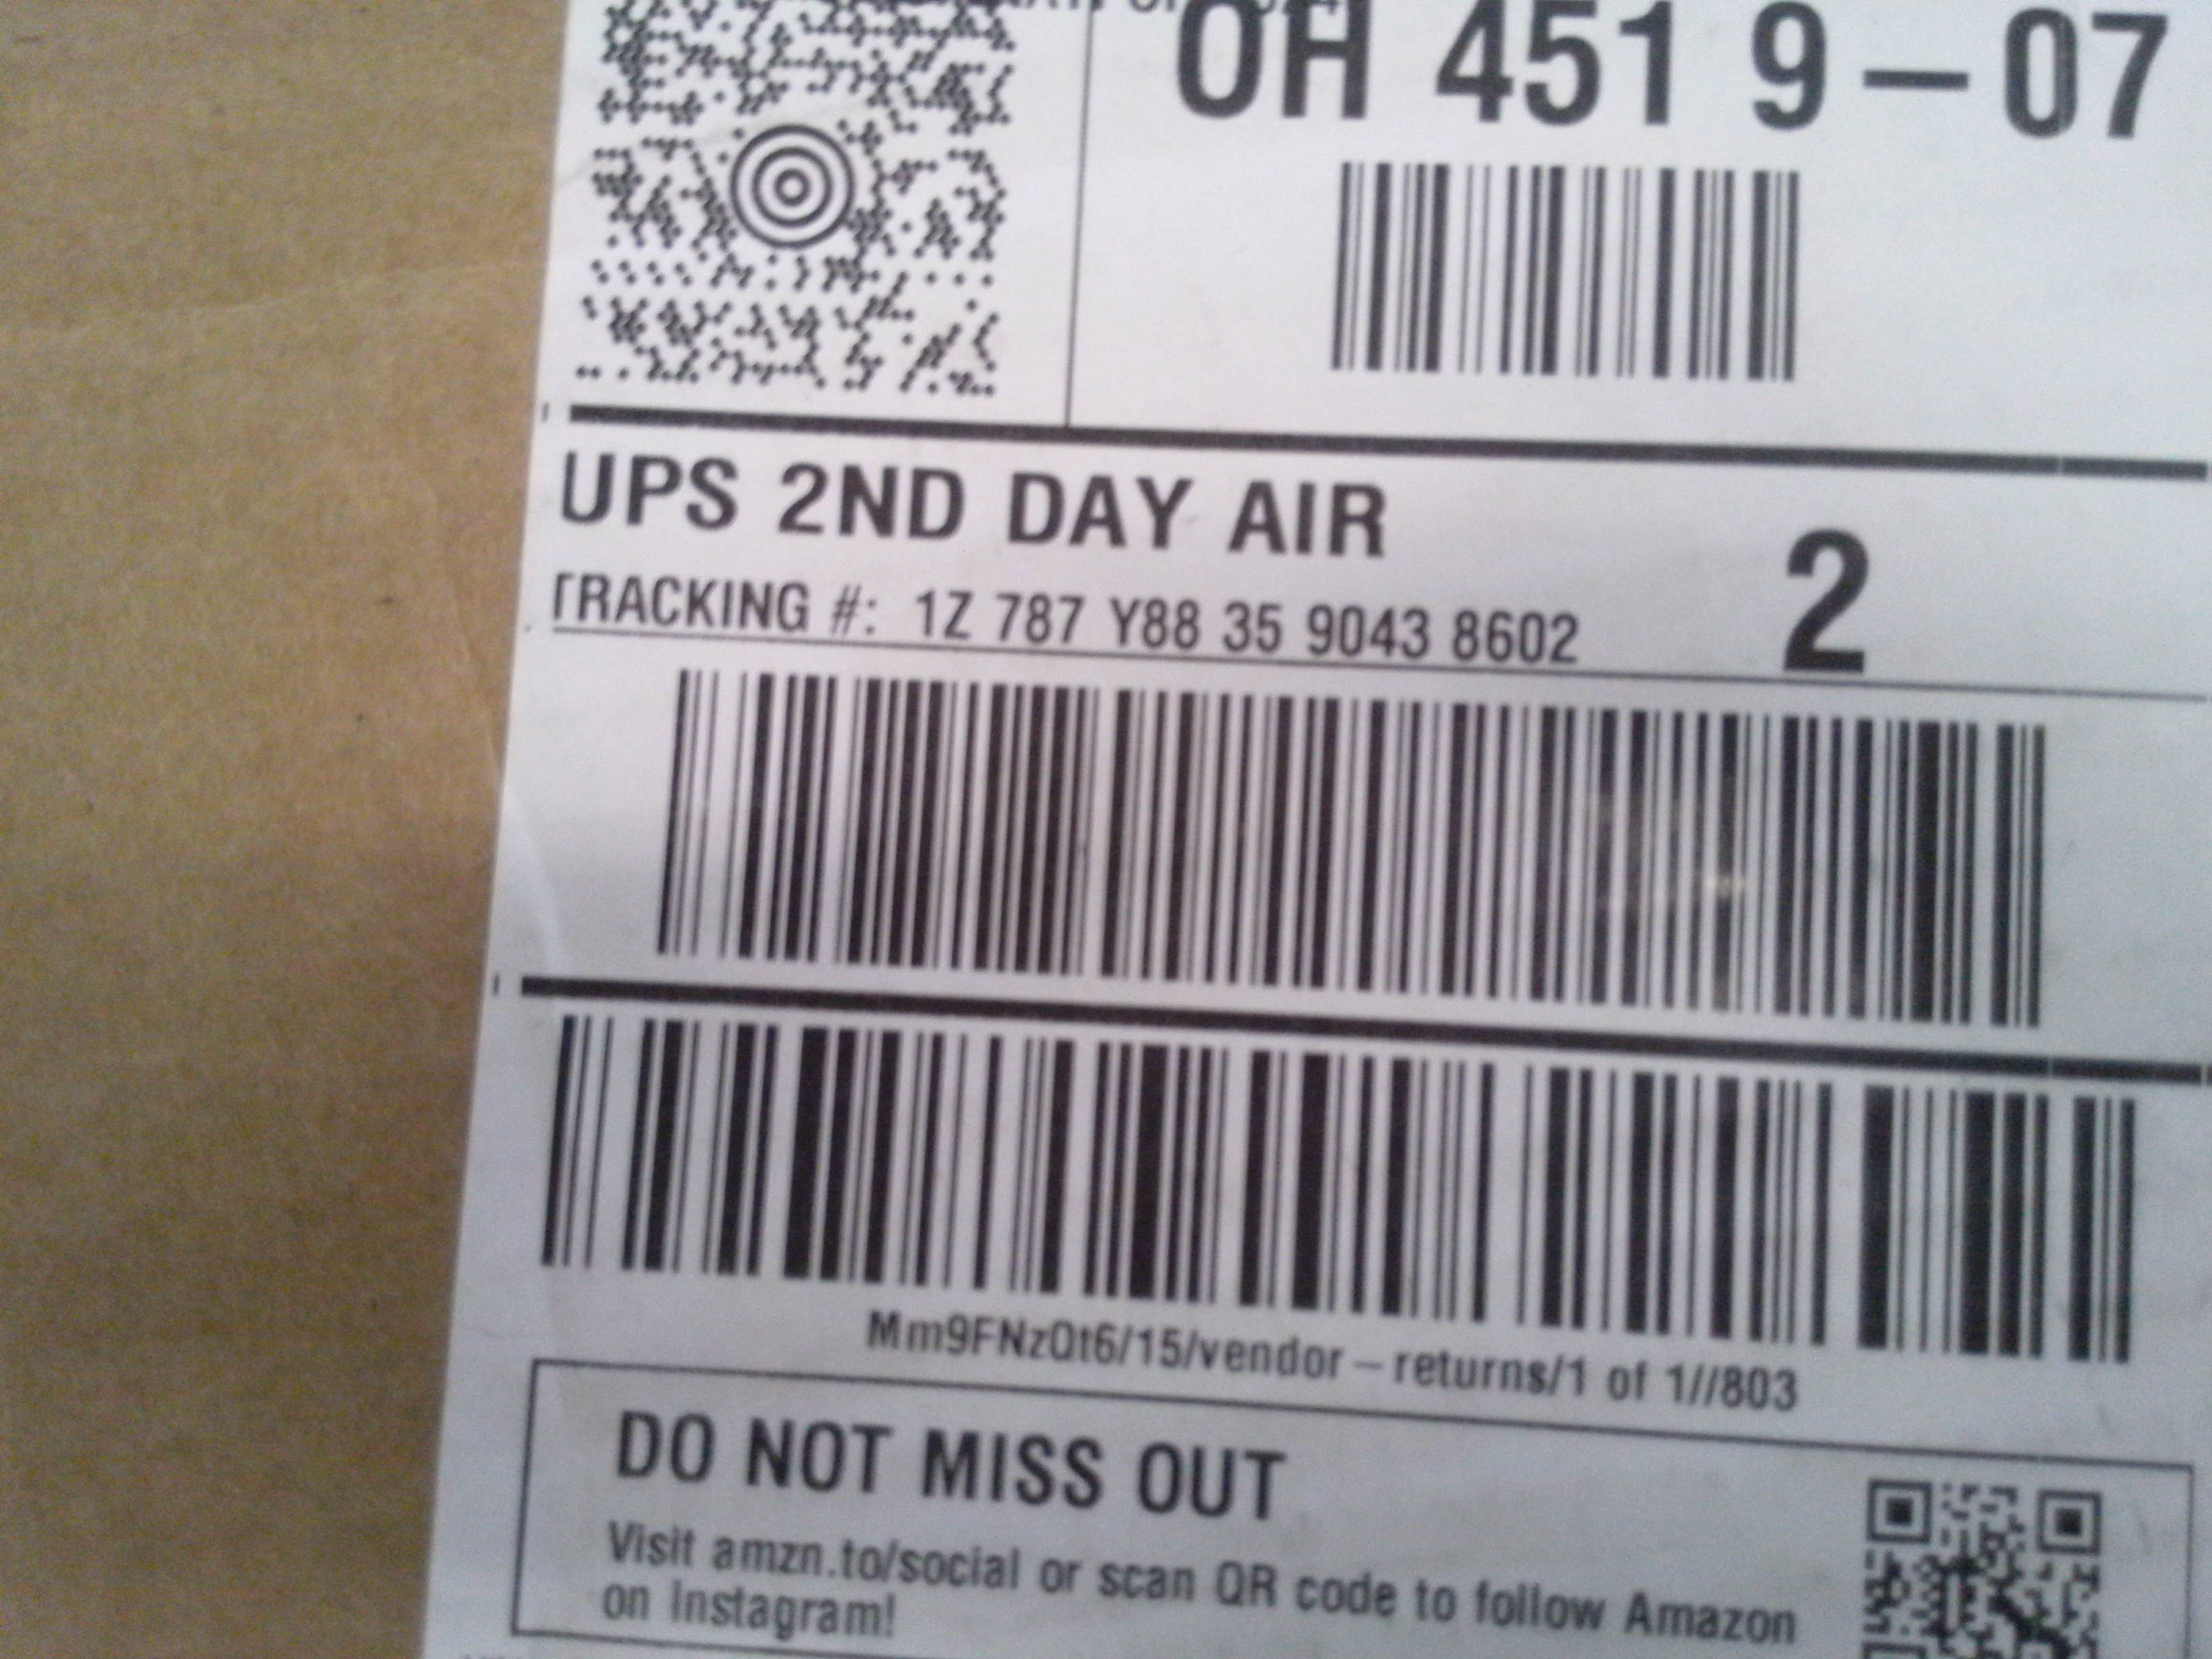 OH 451 9-07
UPS 2ND DAY AIR
2
TRACKING #: 1Z 787 Y88 35 9043 8602
Mm9FNzQt6/15/vendor-returns/1 of 1//803
DO NOT MISS OUT
Visit amzn.to/social or scan QR code to follow Amazon
on Instagram!